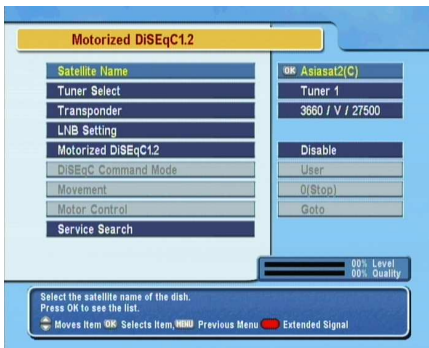 Motorized DiSEqC1.2
Satellite Name OK Asiasat2(C)
Tuner Select Tuner 1
Transponder 3660 / V / 27500
LNB Setting
Motorized DiSEqC1.2 Disable
DiSEqC Command Mode User
Movement 0(Stop)
Motor Control Goto
Service Search
00% Level
00% Quality
Select the satellite name of the dish.
Press OK to see the list.
Moves Item OK Selects Item, MENU Previous Menu Extended Signal